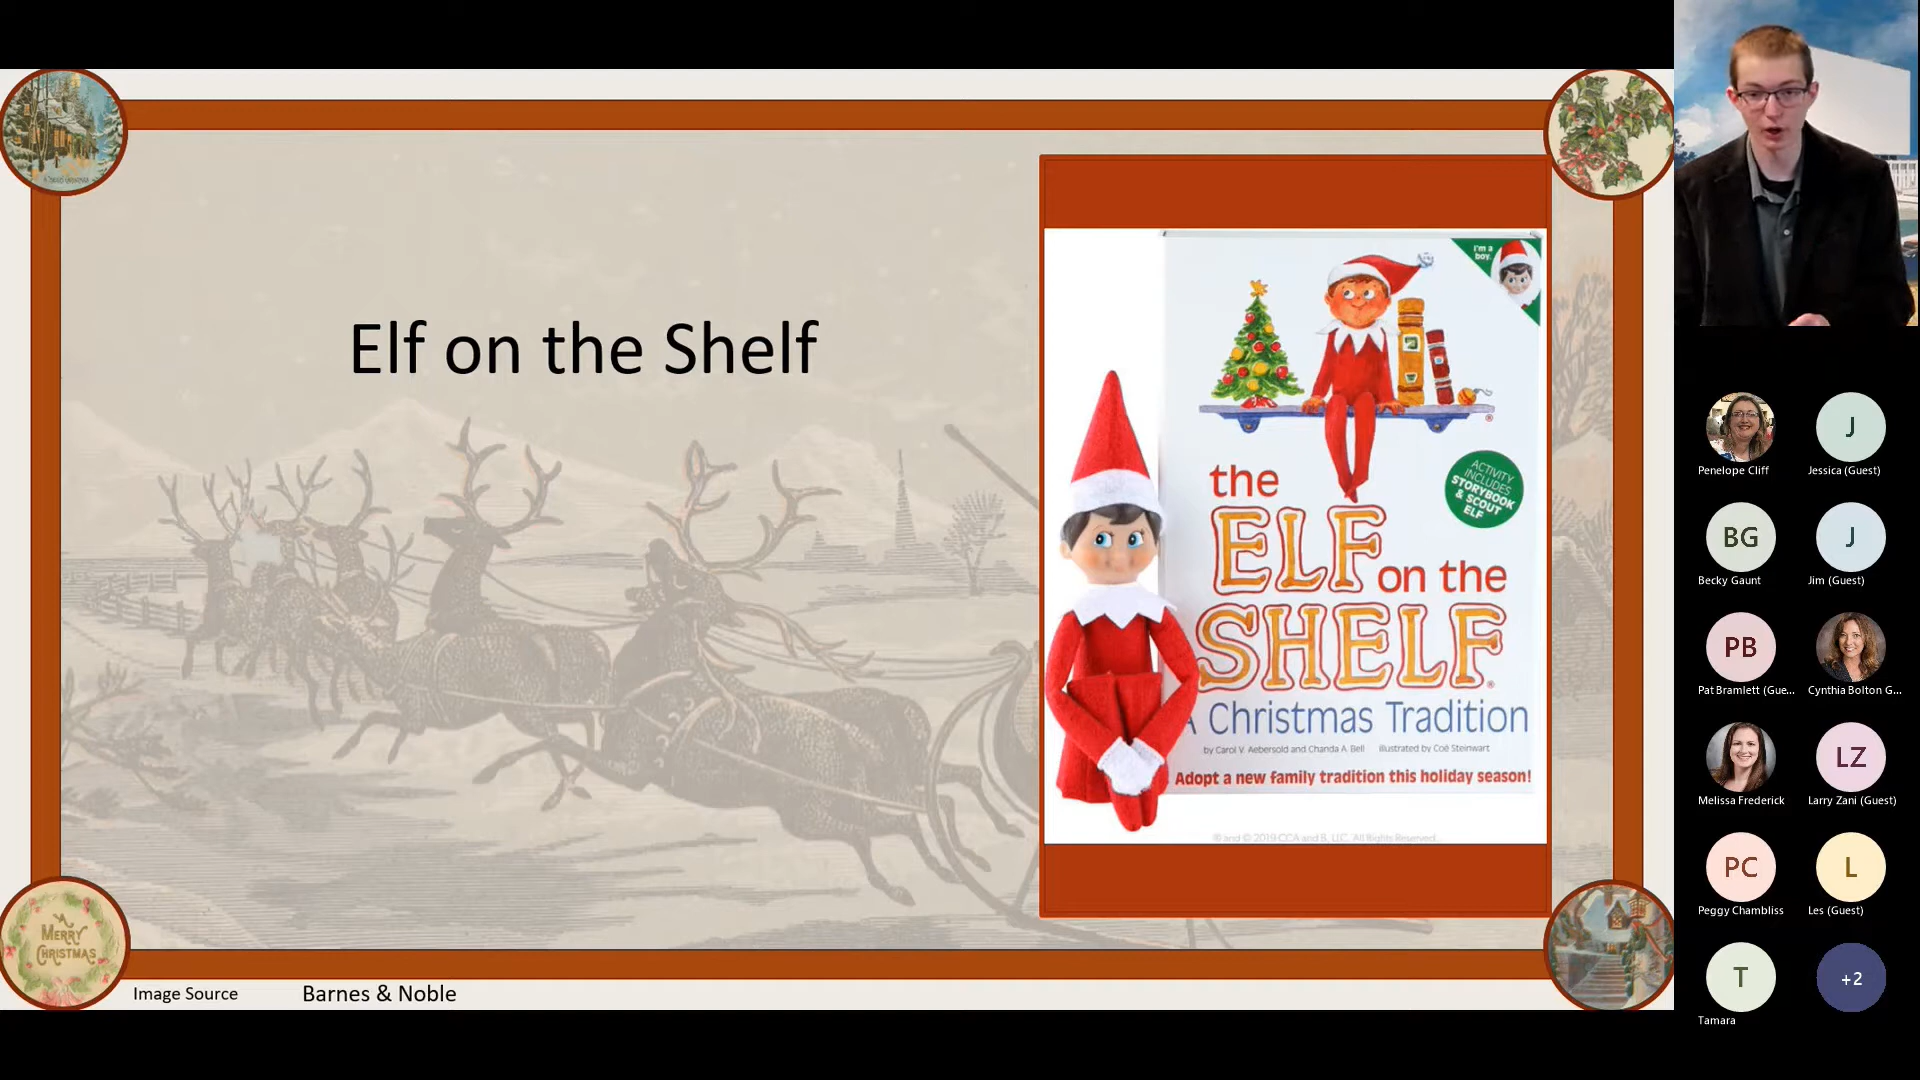 Elf on the Shelf
I'm a
boy.
the
ELF
on the
SHELF®
ACTIVITY
INCLUDES
STORYBOOK
& SCOUT
ELF
A Christmas Tradition
by Carol V. Aebersold and Chanda A. Bell illustrated by Coë Steinwart
Adopt a new family tradition this holiday season!
® and © 2019 CCA and B, LLC. All Rights Reserved.
A
MERRY
CHRISTMAS
Image Source Barnes & Noble
J
Penelope Cliff Jessica (Guest)
BG J
Becky Gaunt Jim (Guest)
PB
Pat Bramlett (Gue... Cynthia Bolton G...
LZ
Melissa Frederick Larry Zani (Guest)
PC L
Peggy Chambliss Les (Guest)
T +2
Tamara